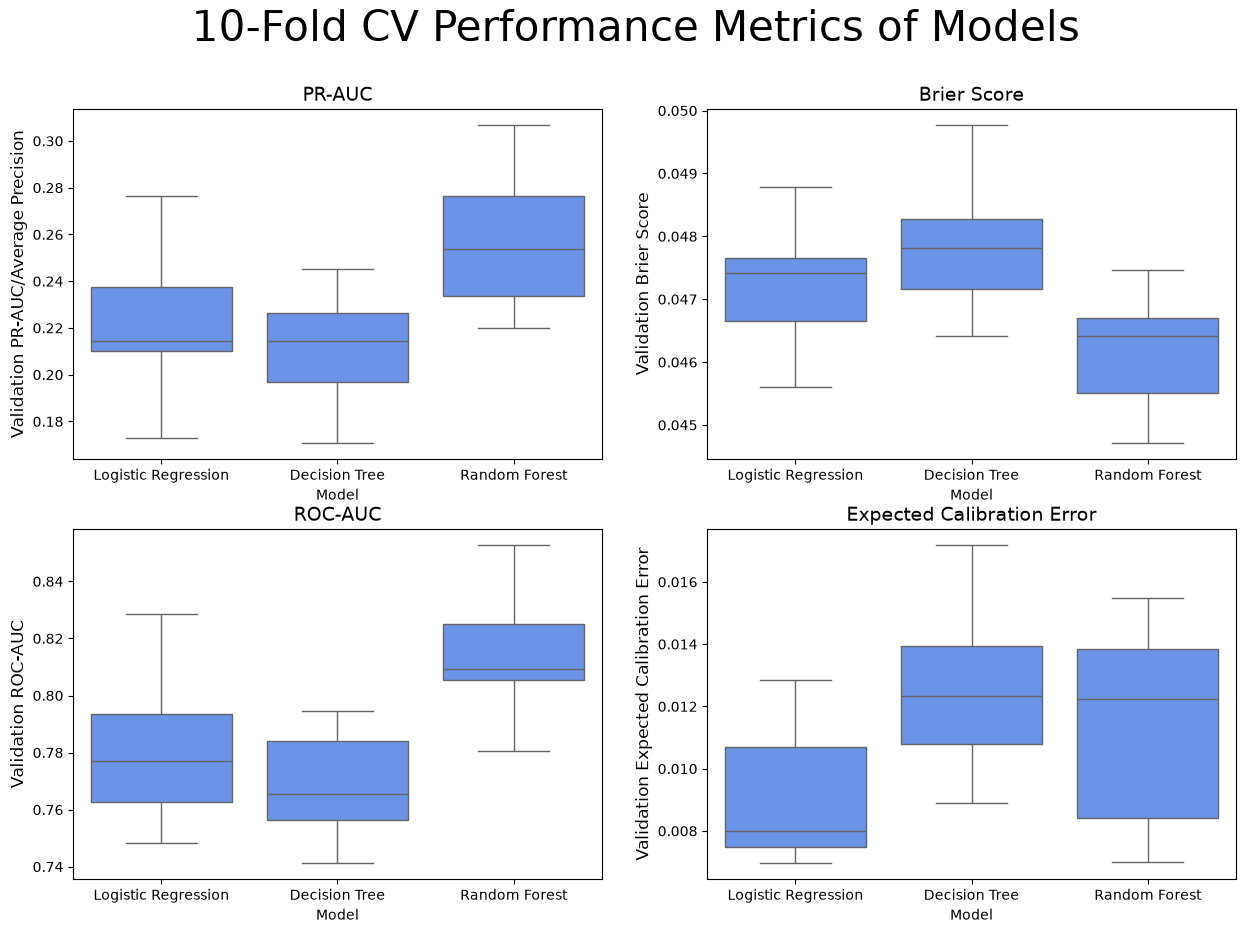 10-Fold CV Performance Metrics of Models
PR-AUC
Validation PR-AUC/Average Precision
0.30
0.28
0.26
0.24
0.22
0.20
0.18
Logistic Regression Decision Tree Random Forest
Model
Brier Score
Validation Brier Score
0.050
0.049
0.048
0.047
0.046
0.045
Logistic Regression Decision Tree Random Forest
Model
ROC-AUC
Validation ROC-AUC
0.84
0.82
0.80
0.78
0.76
0.74
Logistic Regression Decision Tree Random Forest
Model
Expected Calibration Error
Validation Expected Calibration Error
0.016
0.014
0.012
0.010
0.008
Logistic Regression Decision Tree Random Forest
Model